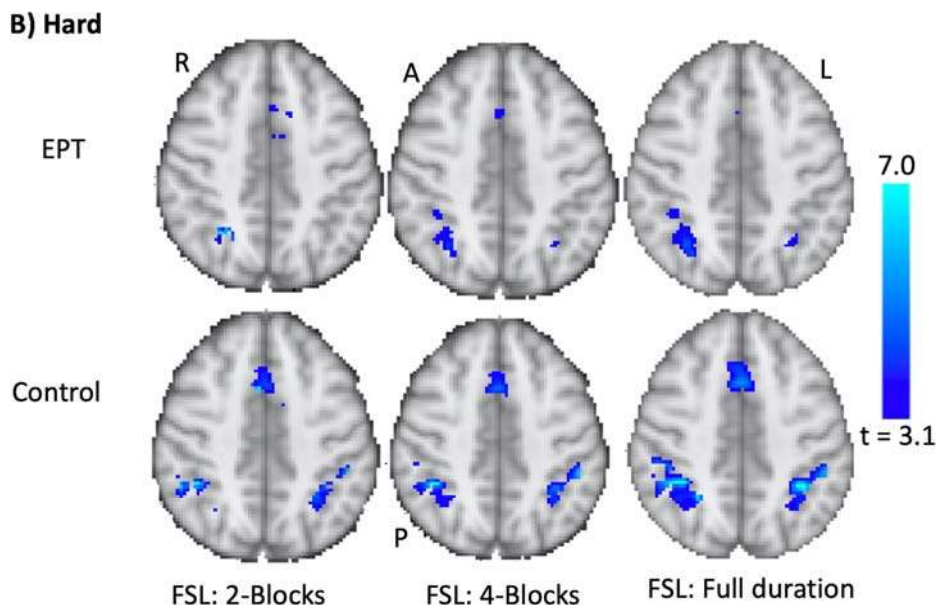 B) Hard
R
A
L
EPT
7.0
Control
t = 3.1
P
FSL: 2-Blocks
FSL: 4-Blocks
FSL: Full duration